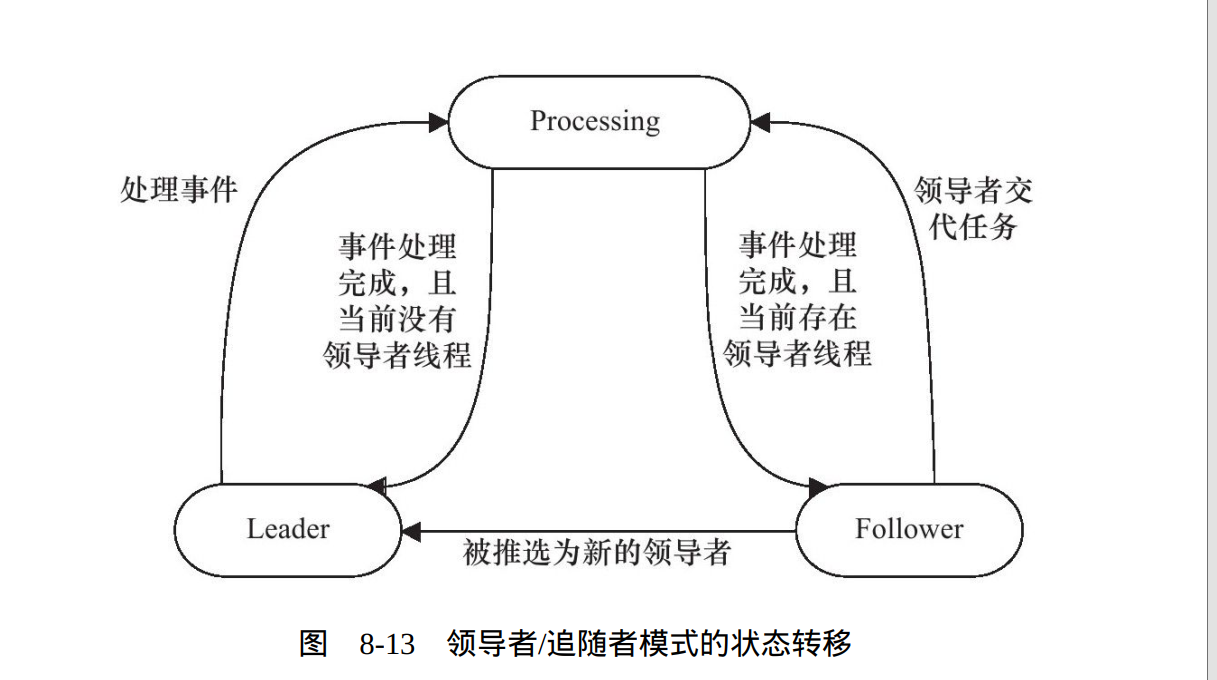 Processing
处理事件
领导者交
代任务
事件处理
完成，且
当前没有
领导者线程
事件处理
完成，且
当前存在
领导者线程
Leader
Follower
被推选为新的领导者
图 8-13 领导者/追随者模式的状态转移